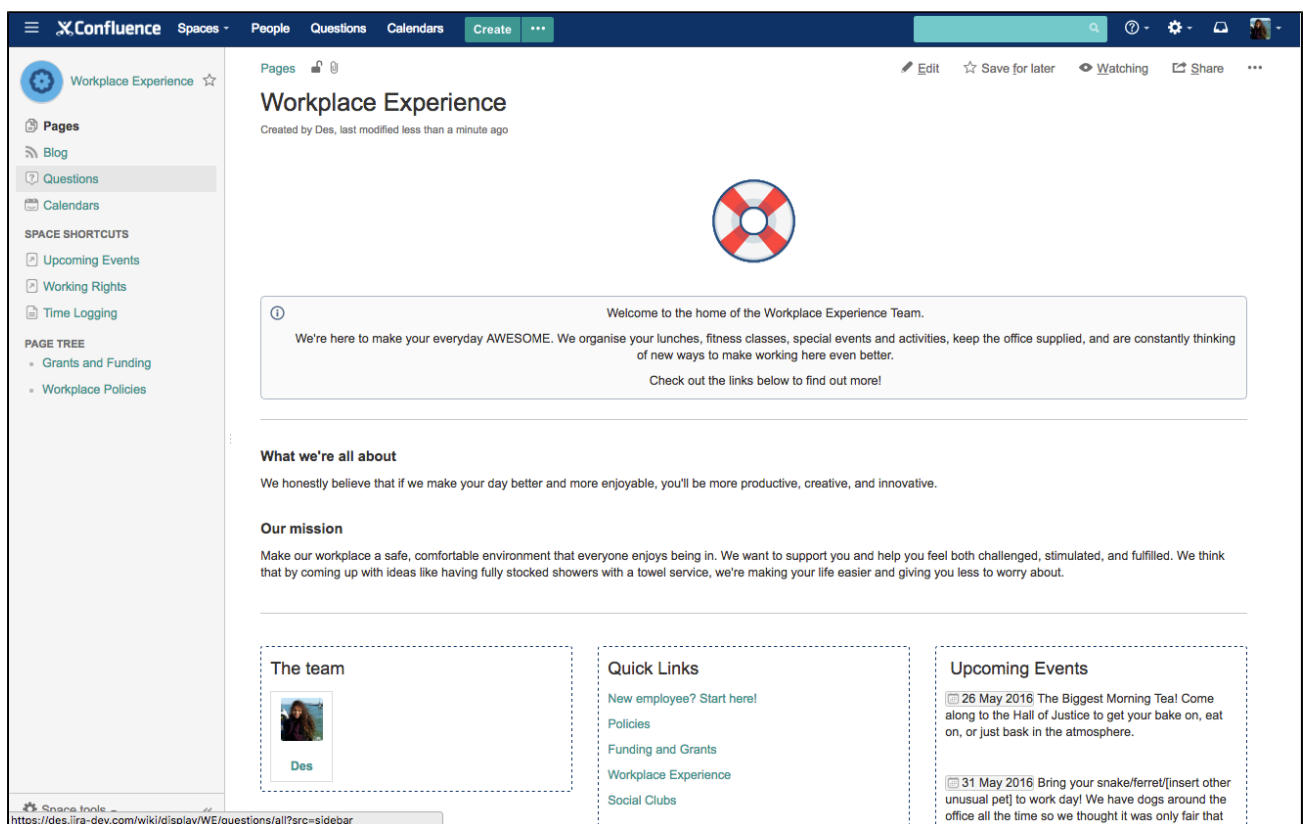 Confluence Spaces People Questions Calendars Create ...
Workplace Experience
Pages
Blog
Questions
Calendars
SPACE SHORTCUTS
Upcoming Events
Working Rights
Time Logging
PAGE TREE
Grants and Funding
Workplace Policies
Space tools
https://des.jira-dev.com/wiki/display/WE/questions/all?src=sidebar
Pages
Edit Save for later Watching Share ...
Workplace Experience
Created by Des, last modified less than a minute ago
Welcome to the home of the Workplace Experience Team.
We're here to make your everyday AWESOME. We organise your lunches, fitness classes, special events and activities, keep the office supplied, and are constantly thinking
of new ways to make working here even better.
Check out the links below to find out more!
What we're all about
We honestly believe that if we make your day better and more enjoyable, you'll be more productive, creative, and innovative.
Our mission
Make our workplace a safe, comfortable environment that everyone enjoys being in. We want to support you and help you feel both challenged, stimulated, and fulfilled. We think
that by coming up with ideas like having fully stocked showers with a towel service, we're making your life easier and giving you less to worry about.
The team
Des
Quick Links
New employee? Start here!
Policies
Funding and Grants
Workplace Experience
Social Clubs
Upcoming Events
26 May 2016 The Biggest Morning Tea! Come
along to the Hall of Justice to get your bake on, eat
on, or just bask in the atmosphere.
31 May 2016 Bring your snake/ferret/[insert other
unusual pet] to work day! We have dogs around the
office all the time so we thought it was only fair that